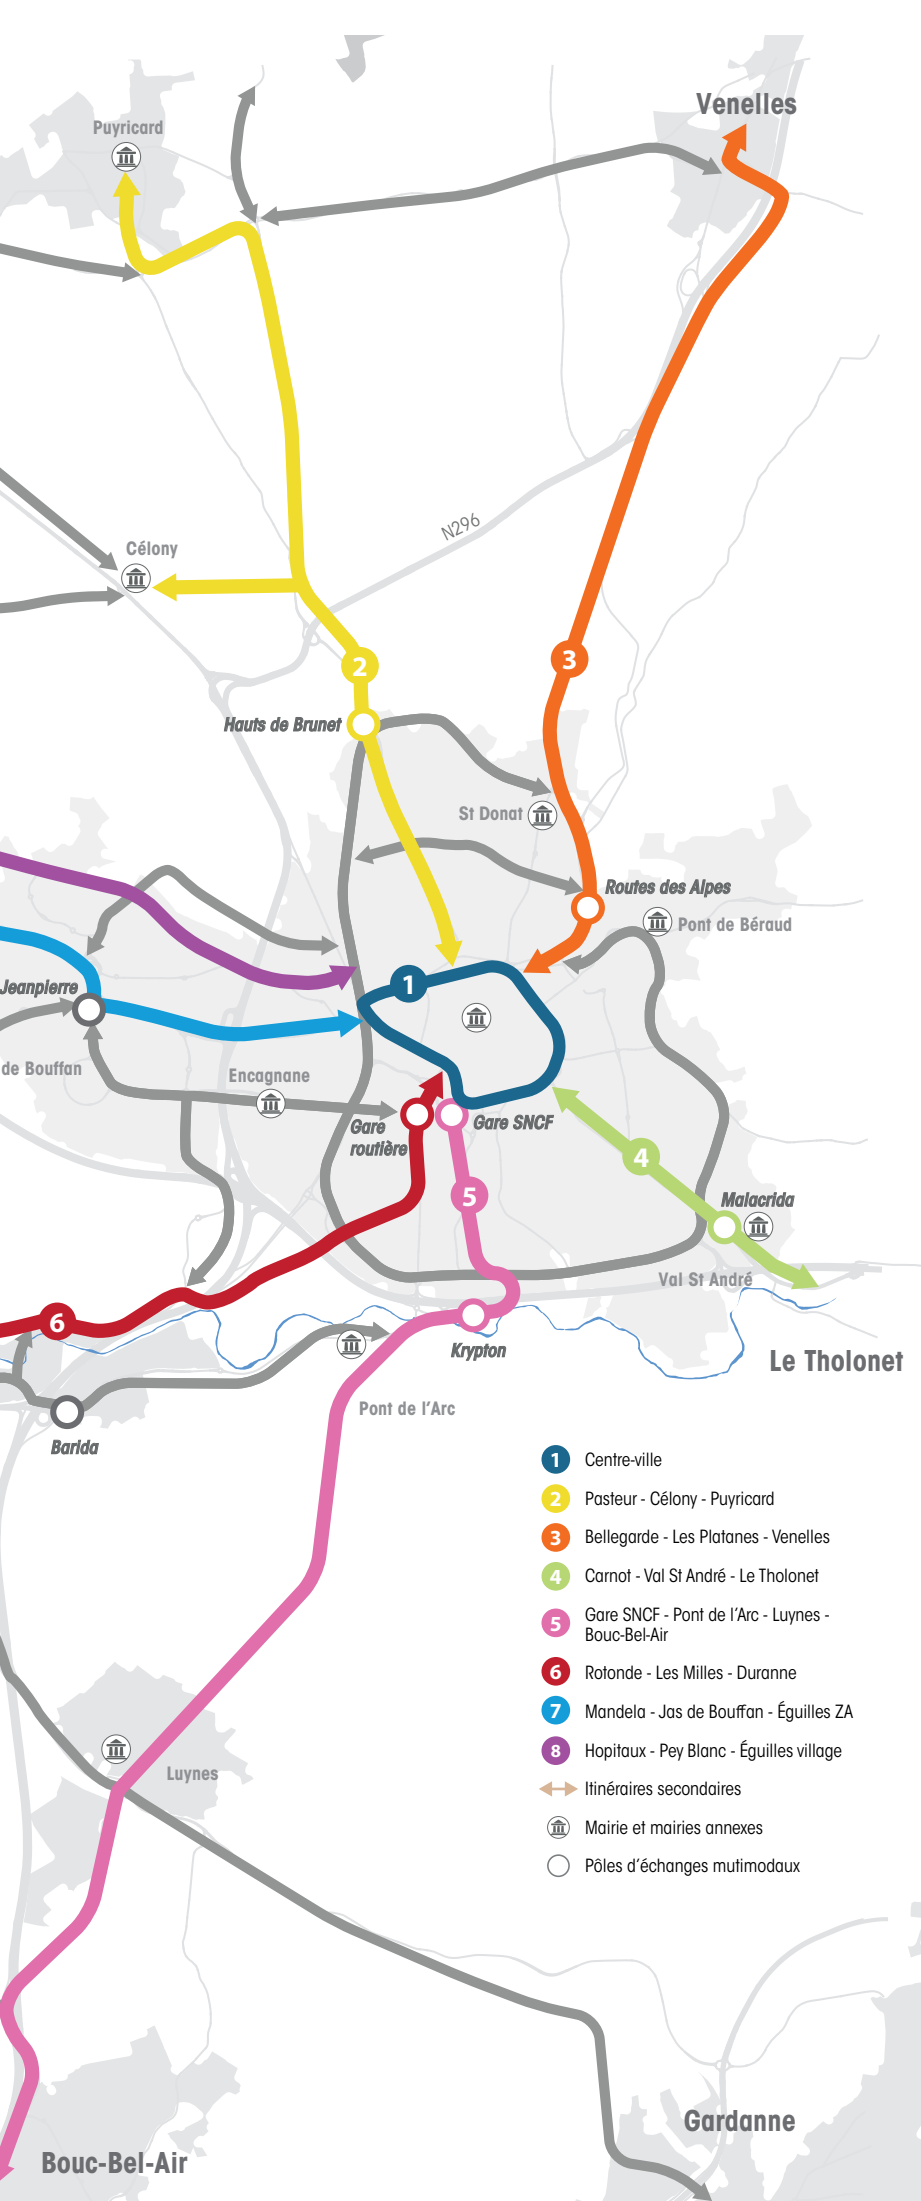 Venelles
Puyricard
N296
Célony
3
2
Hauts de Brunet
St Donat
Routes des Alpes
Pont de Béraud
1
Jeanpierre
de Bouffan
Encagnane
Gare
routière
Gare SNCF
4
5
Malacrida
Val St André
6
Krypton
Le Tholonet
Pont de l'Arc
Barida
1 Centre-ville
2 Pasteur - Célony - Puyricard
3 Bellegarde - Les Platanes - Venelles
4 Carnot - Val St André - Le Tholonet
5 Gare SNCF - Pont de l'Arc - Luynes -
Bouc-Bel-Air
6 Rotonde - Les Milles - Duranne
7 Mandela - Jas de Bouffan - Éguilles ZA
8 Hopitaux - Pey Blanc - Éguilles village
Itinéraires secondaires
Mairie et mairies annexes
Pôles d'échanges mutimodaux
Luynes
Gardanne
Bouc-Bel-Air